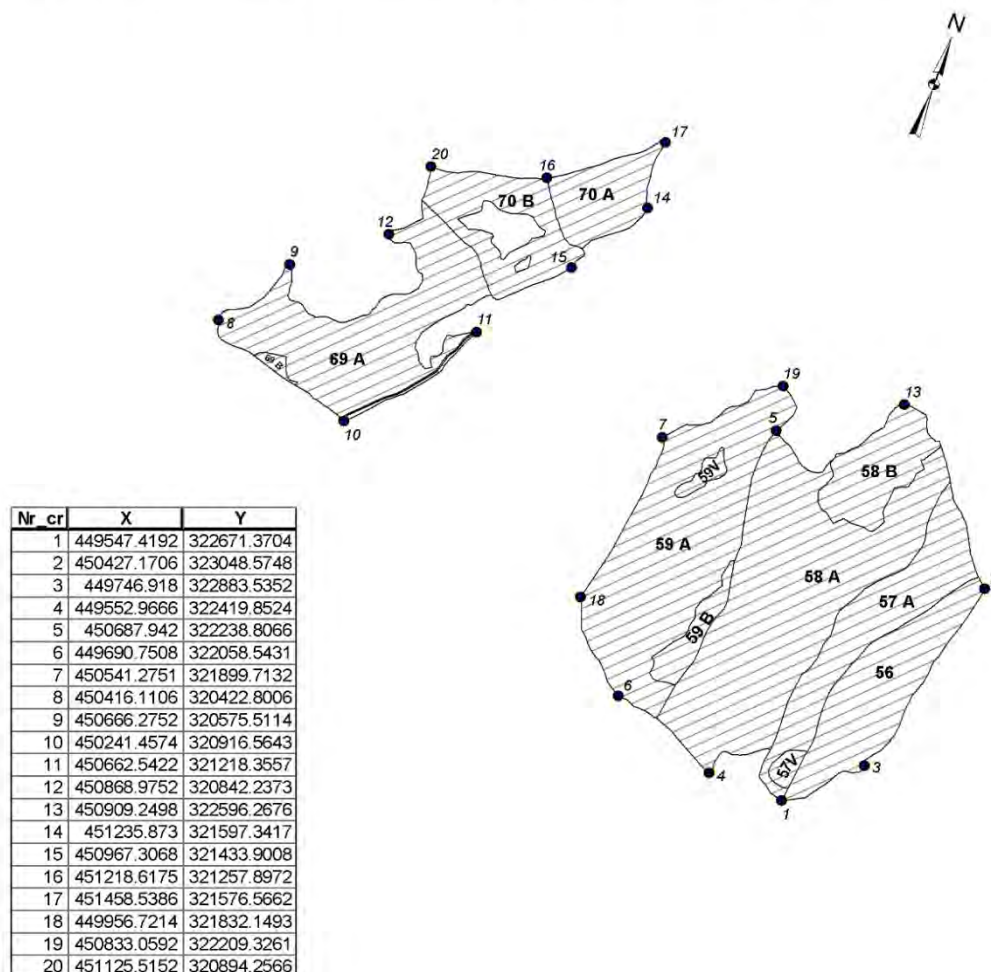 N
17
20
16
70 A
70 B
14
12
15
9
8
11
69 A
69 B
10
19
13
5
7
58 B
59V
59 A
58 A
57 A
18
59 B
56
6
57V
3
4
1
Nr_cr X Y
1 449547.4192 322671.3704
2 450427.1706 323048.5748
3 449746.918 322883.5352
4 449552.9666 322419.8524
5 450687.942 322238.8066
6 449690.7508 322058.5431
7 450541.2751 321899.7132
8 450416.1106 320422.8006
9 450666.2752 320575.5114
10 450241.4574 320916.5643
11 450662.5422 321218.3557
12 450868.9752 320842.2373
13 450909.2498 322596.2676
14 451235.873 321597.3417
15 450967.3068 321433.9008
16 451218.6175 321257.8972
17 451458.5386 321576.5662
18 449956.7214 321832.1493
19 450833.0592 322209.3261
20 451125.5152 320894.2566